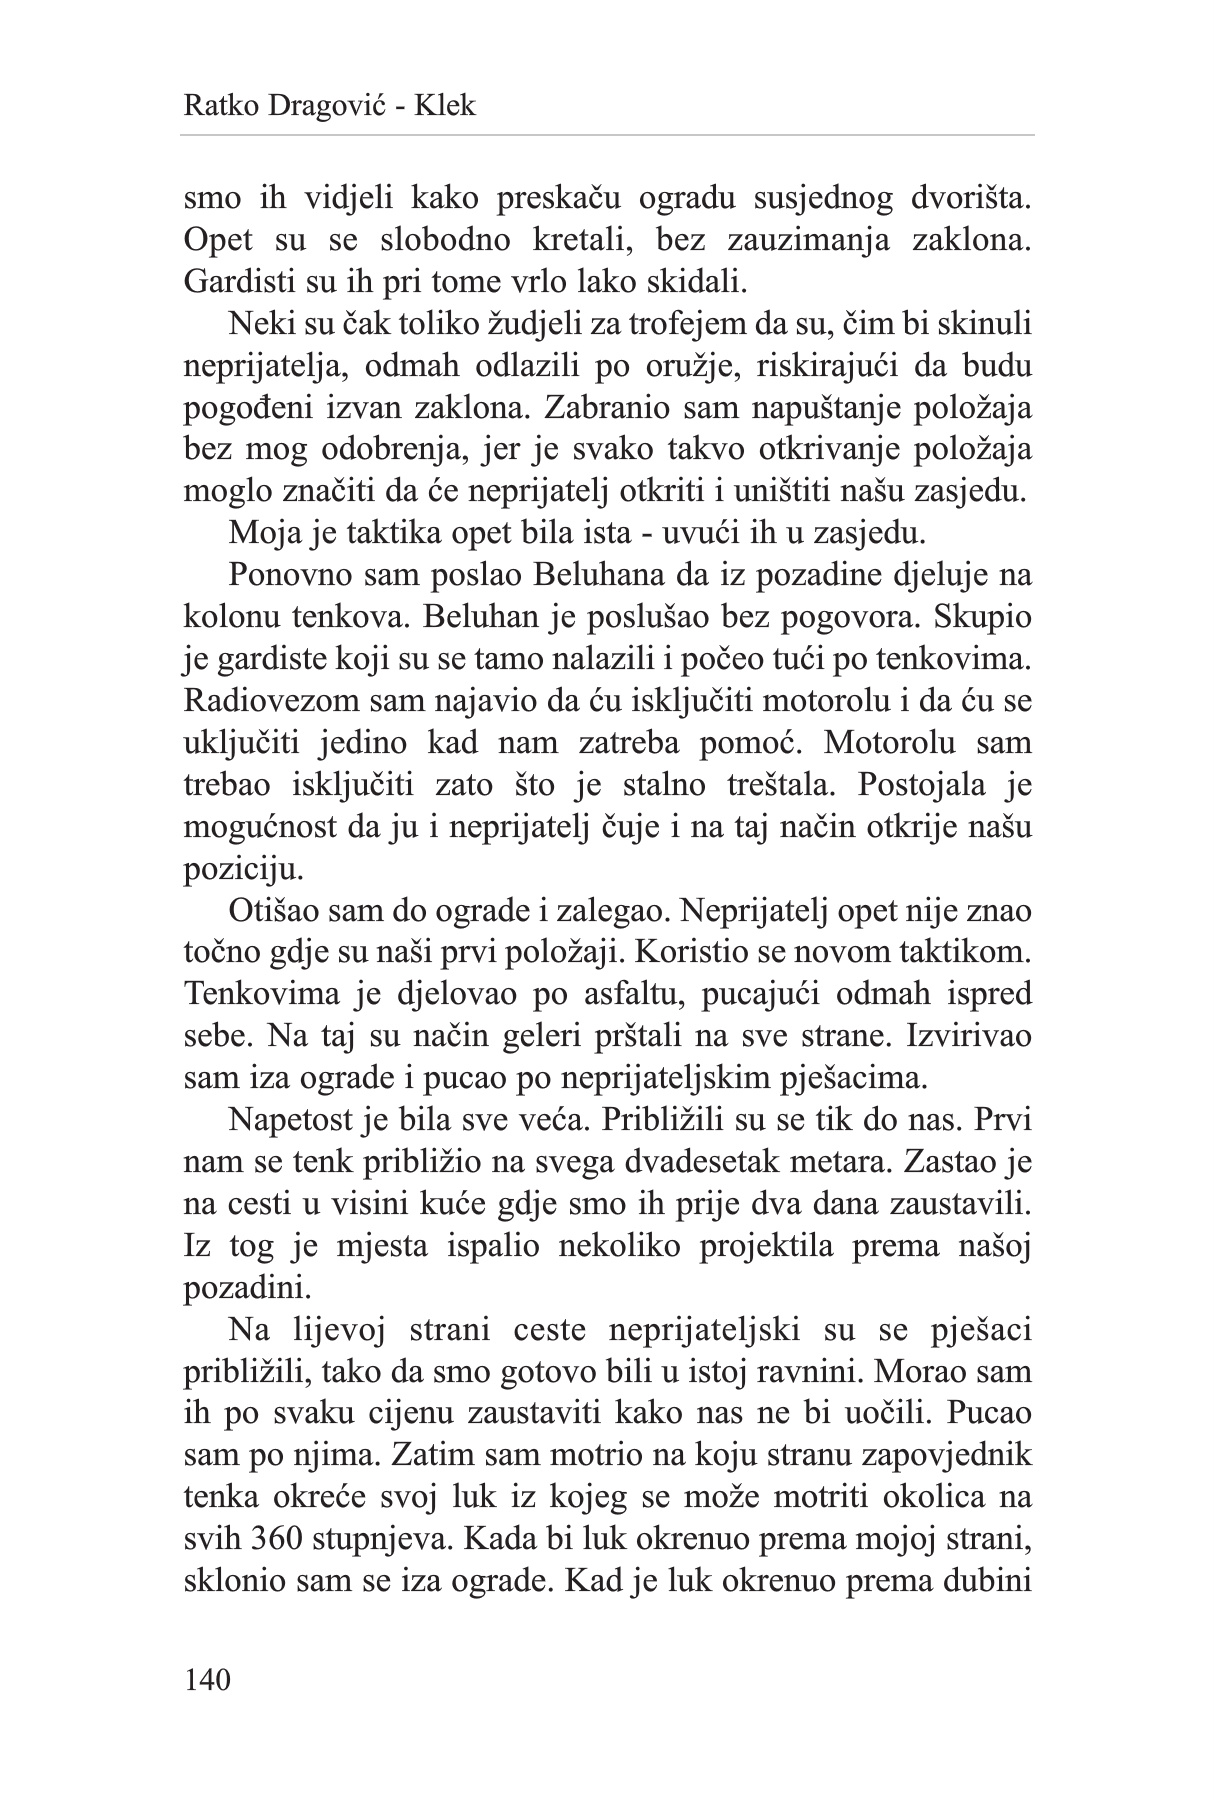 Ratko Dragović - Klek
smo ih vidjeli kako preskaču ogradu susjednog dvorišta.
Opet su se slobodno kretali, bez zauzimanja zaklona.
Gardisti su ih pri tome vrlo lako skidali.
Neki su čak toliko žudjeli za trofejem da su, čim bi skinuli
neprijatelja, odmah odlazili po oružje, riskirajući da budu
pogođeni izvan zaklona. Zabranio sam napuštanje položaja
bez mog odobrenja, jer je svako takvo otkrivanje položaja
moglo značiti da će neprijatelj otkriti i uništiti našu zasjedu.
Moja je taktika opet bila ista - uvući ih u zasjedu.
Ponovno sam poslao Beluhana da iz pozadine djeluje na
kolonu tenkova. Beluhan je poslušao bez pogovora. Skupio
je gardiste koji su se tamo nalazili i počeo tući po tenkovima.
Radiovezom sam najavio da ću isključiti motorolu i da ću se
uključiti jedino kad nam zatreba pomoć. Motorolu sam
trebao isključiti zato što je stalno treštala. Postojala je
mogućnost da ju i neprijatelj čuje i na taj način otkrije našu
poziciju.
Otišao sam do ograde i zalegao. Neprijatelj opet nije znao
točno gdje su naši prvi položaji. Koristio se novom taktikom.
Tenkovima je djelovao po asfaltu, pucajući odmah ispred
sebe. Na taj su način geleri prštali na sve strane. Izvirivao
sam iza ograde i pucao po neprijateljskim pješacima.
Napetost je bila sve veća. Približili su se tik do nas. Prvi
nam se tenk približio na svega dvadesetak metara. Zastao je
na cesti u visini kuće gdje smo ih prije dva dana zaustavili.
Iz tog je mjesta ispalio nekoliko projektila prema našoj
pozadini.
Na lijevoj strani ceste neprijateljski su se pješaci
približili, tako da smo gotovo bili u istoj ravnini. Morao sam
ih po svaku cijenu zaustaviti kako nas ne bi uočili. Pucao
sam po njima. Zatim sam motrio na koju stranu zapovjednik
tenka okreće svoj luk iz kojeg se može motriti okolica na
svih 360 stupnjeva. Kada bi luk okrenuo prema mojoj strani,
sklonio sam se iza ograde. Kad je luk okrenuo prema dubini
140